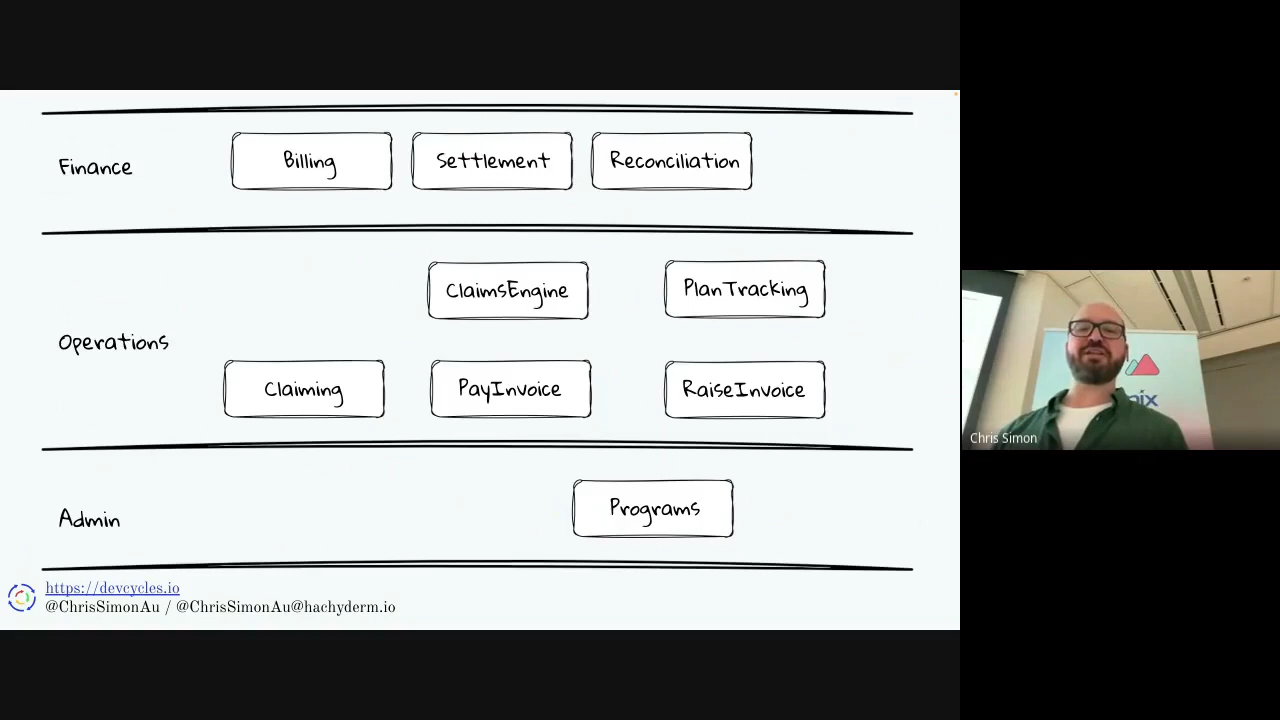 Finance
Billing
Settlement
Reconciliation
Operations
ClaimsEngine
PlanTracking
Claiming
PayInvoice
RaiseInvoice
Admin
Programs
https://devcycles.io
@ChrisSimonAu / @ChrisSimonAu@hachyderm.io
Chris Simon